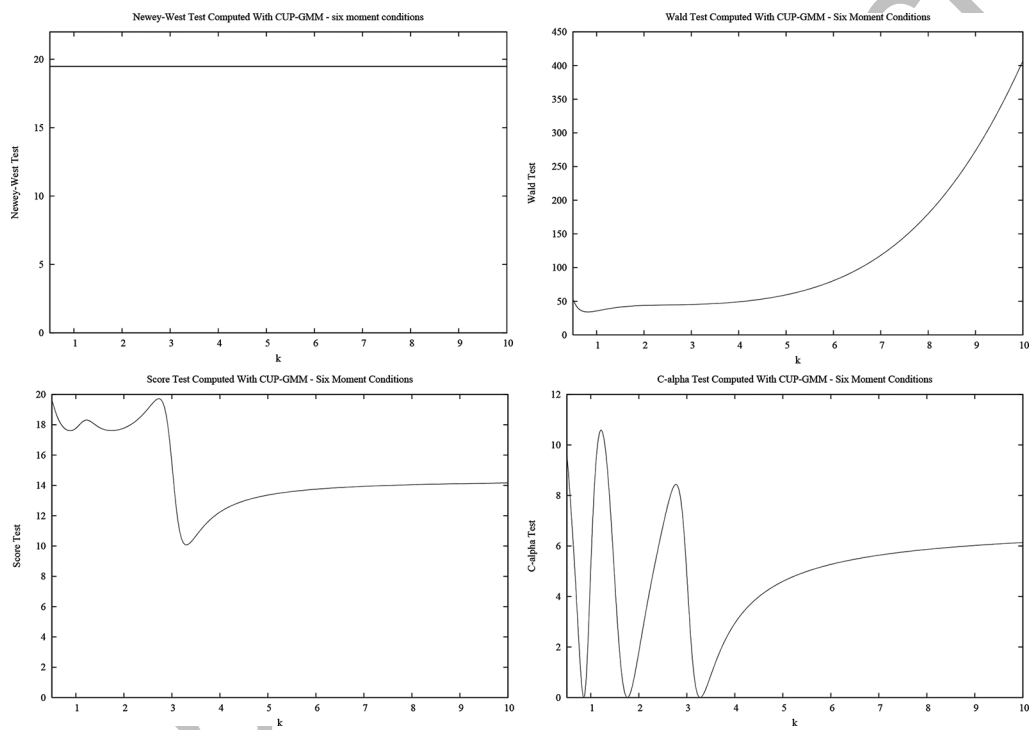 Newey-West Test Computed With CUP-GMM - six moment conditions
Newey-West Test
20
15
10
5
0
1 2 3 4 5 6 7 8 9 10
k
Wald Test Computed With CUP-GMM - Six Moment Conditions
Wald Test
450
400
350
300
250
200
150
100
50
0
1 2 3 4 5 6 7 8 9 10
k
Score Test Computed With CUP-GMM - Six Moment Conditions
Score Test
20
18
16
14
12
10
8
6
4
2
0
1 2 3 4 5 6 7 8 9 10
k
C-alpha Test Computed With CUP-GMM - Six Moment Conditions
C-alpha Test
12
10
8
6
4
2
0
1 2 3 4 5 6 7 8 9 10
k